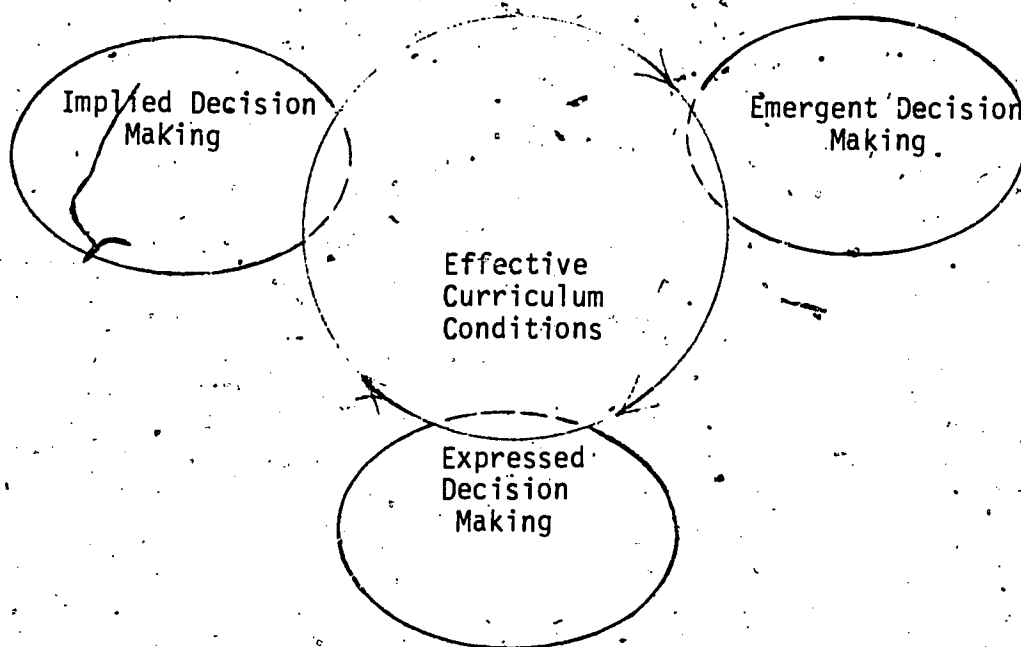 Implied Decision
Making
Emergent Decision
Making
Effective
Curriculum
Conditions
Expressed
Decision
Making